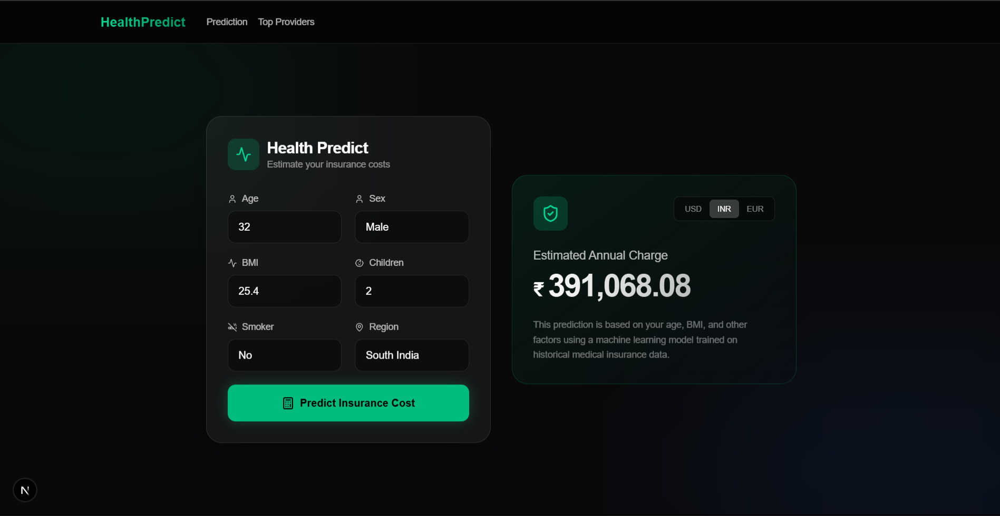 HealthPredict
Prediction
Top Providers
Health Predict
Estimate your insurance costs
Age
Sex
32
Male
BMI
Children
25.4
2
Smoker
Region
No
South India
Predict Insurance Cost
USD INR EUR
Estimated Annual Charge
₹ 391,068.08
This prediction is based on your age, BMI, and other
factors using a machine learning model trained on
historical medical insurance data.
N